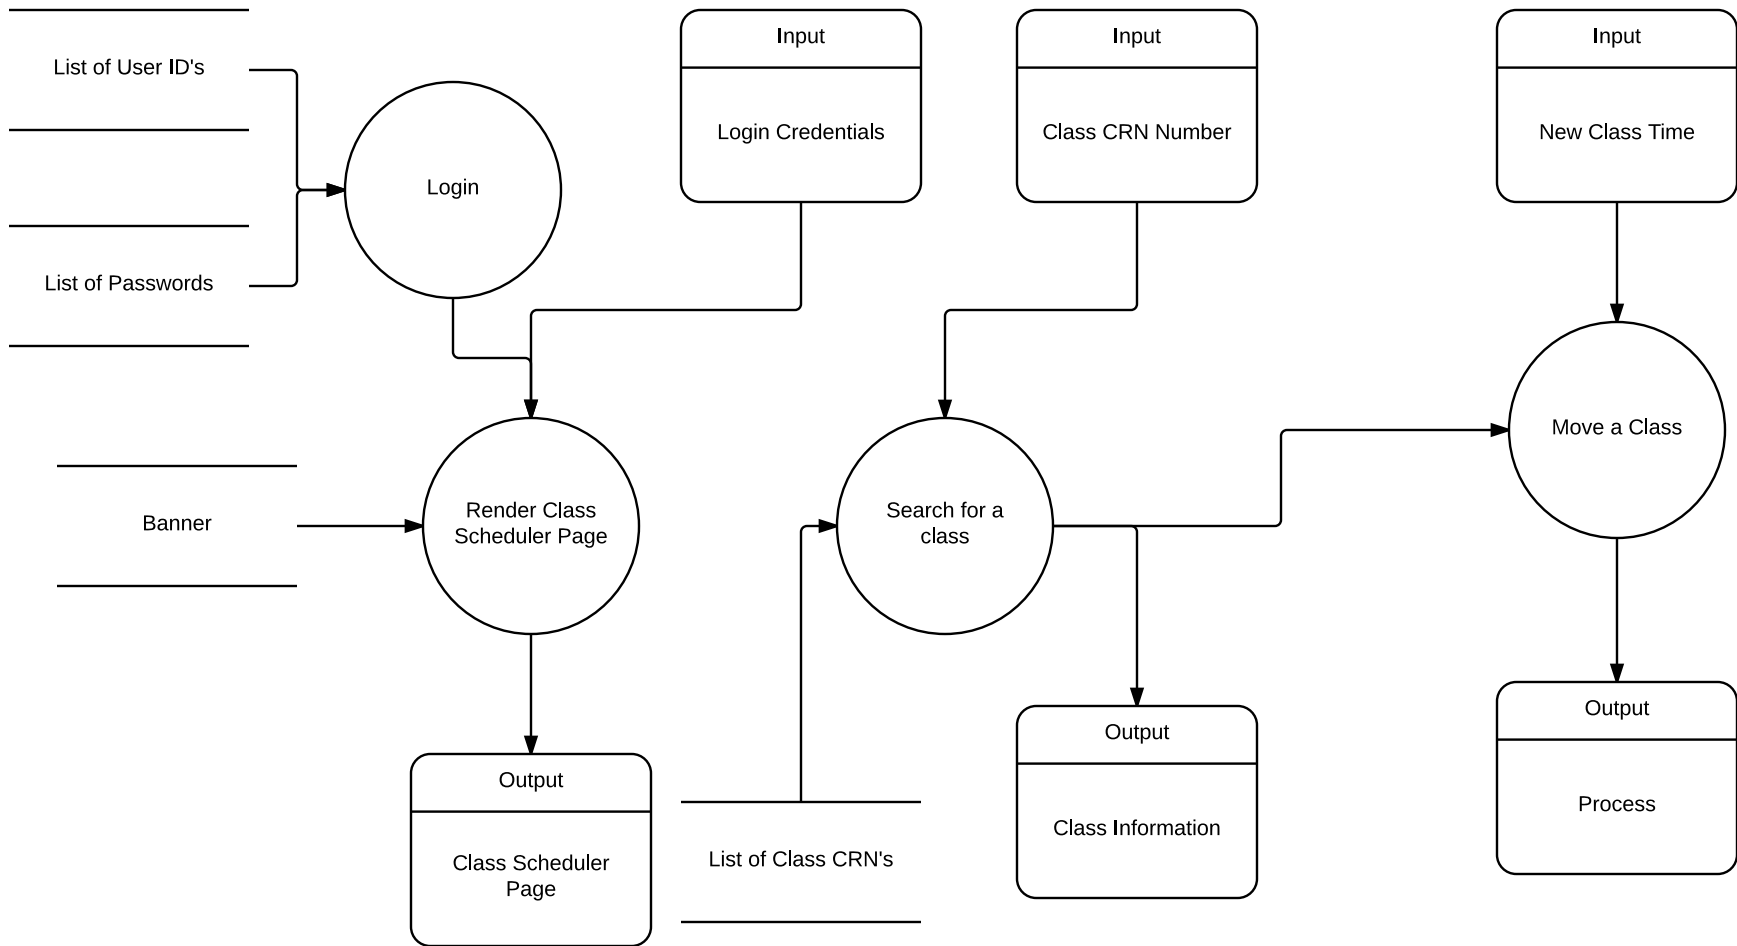 List of User ID's
List of Passwords
Login
Input
Login Credentials
Input
Class CRN Number
Input
New Class Time
Banner
Render Class
Scheduler Page
Search for a
class
Move a Class
Output
Class Scheduler
Page
List of Class CRN's
Output
Class Information
Output
Process